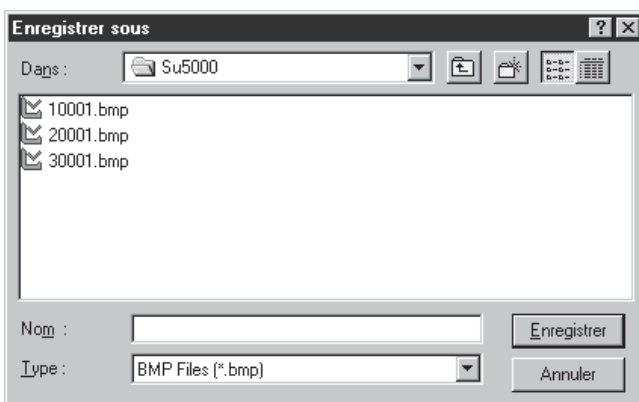 Enregistrer sous
Dans : Su5000
10001.bmp
20001.bmp
30001.bmp
Nom :
Enregistrer
Type : BMP Files (*.bmp)
Annuler